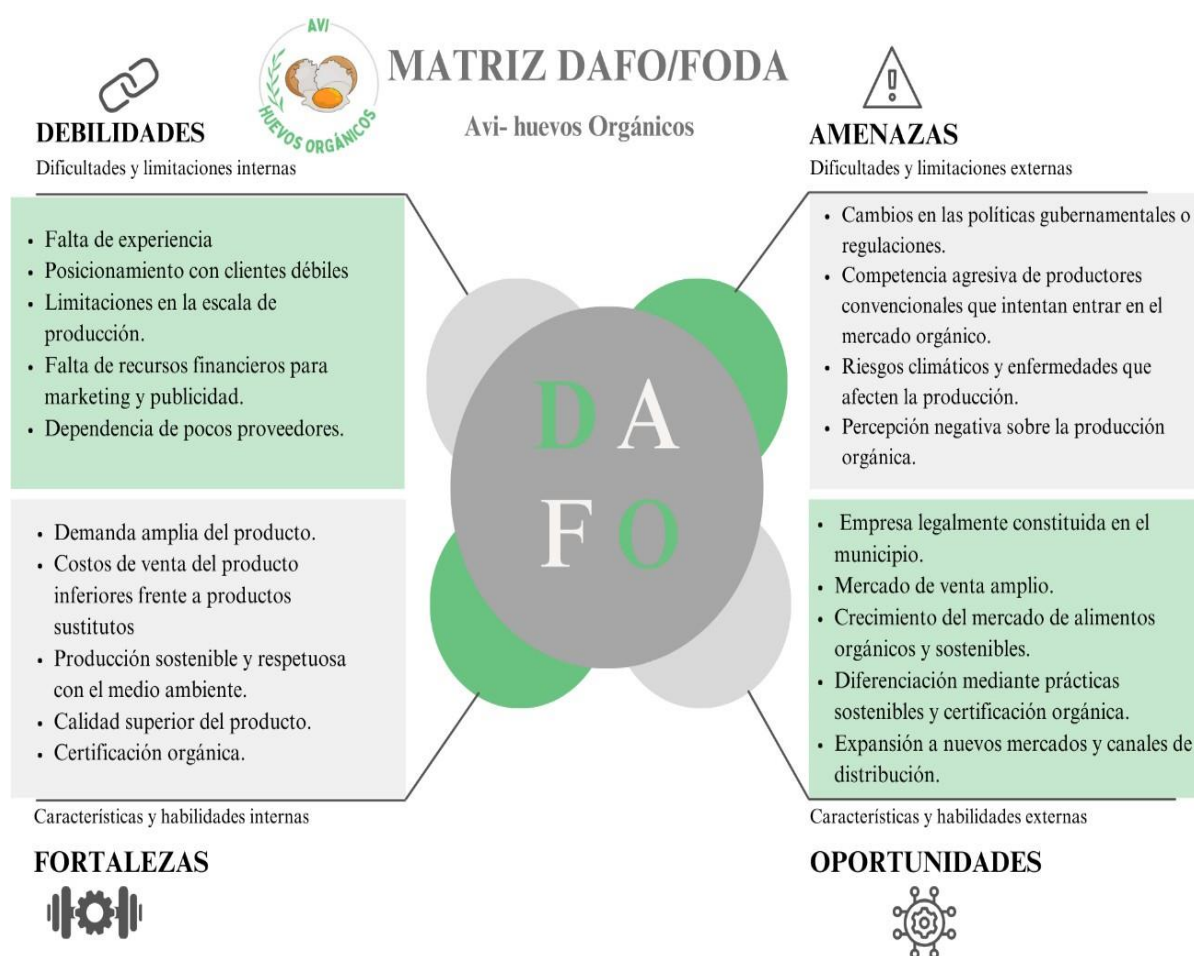 AVI
HUEVOS ORGÁNICOS
MATRIZ DAFO/FODA
Avi- huevos Orgánicos
DEBILIDADES
Dificultades y limitaciones internas
• Falta de experiencia
• Posicionamiento con clientes débiles
• Limitaciones en la escala de
producción.
• Falta de recursos financieros para
marketing y publicidad.
• Dependencia de pocos proveedores.
AMENAZAS
Dificultades y limitaciones externas
• Cambios en las políticas gubernamentales o
regulaciones.
• Competencia agresiva de productores
convencionales que intentan entrar en el
mercado orgánico.
• Riesgos climáticos y enfermedades que
afecten la producción.
• Percepción negativa sobre la producción
orgánica.
D A
F O
• Demanda amplia del producto.
• Costos de venta del producto
inferiores frente a productos
sustitutos
• Producción sostenible y respetuosa
con el medio ambiente.
• Calidad superior del producto.
• Certificación orgánica.
Características y habilidades internas
FORTALEZAS
• Empresa legalmente constituida en el
municipio.
• Mercado de venta amplio.
• Crecimiento del mercado de alimentos
orgánicos y sostenibles.
• Diferenciación mediante prácticas
sostenibles y certificación orgánica.
• Expansión a nuevos mercados y canales de
distribución.
Características y habilidades externas
OPORTUNIDADES